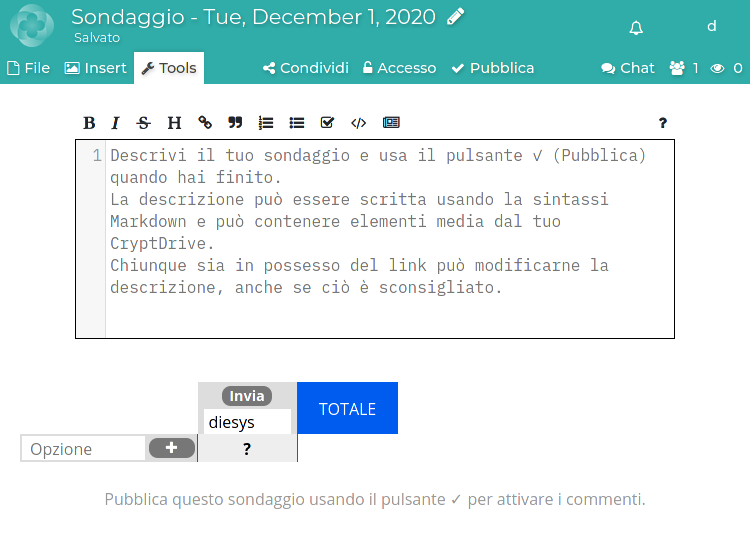 Sondaggio - Tue, December 1, 2020
Salvato
d
File Insert Tools Condividi Accesso Pubblica Chat 1 0
B I S H ?
1 Descrivi il tuo sondaggio e usa il pulsante √ (Pubblica)
quando hai finito.
La descrizione può essere scritta usando la sintassi
Markdown e può contenere elementi media dal tuo
CryptDrive.
Chiunque sia in possesso del link può modificarne la
descrizione, anche se ciò è sconsigliato.
Invia
diesys
TOTALE
Opzione + ?
Pubblica questo sondaggio usando il pulsante ✓ per attivare i commenti.